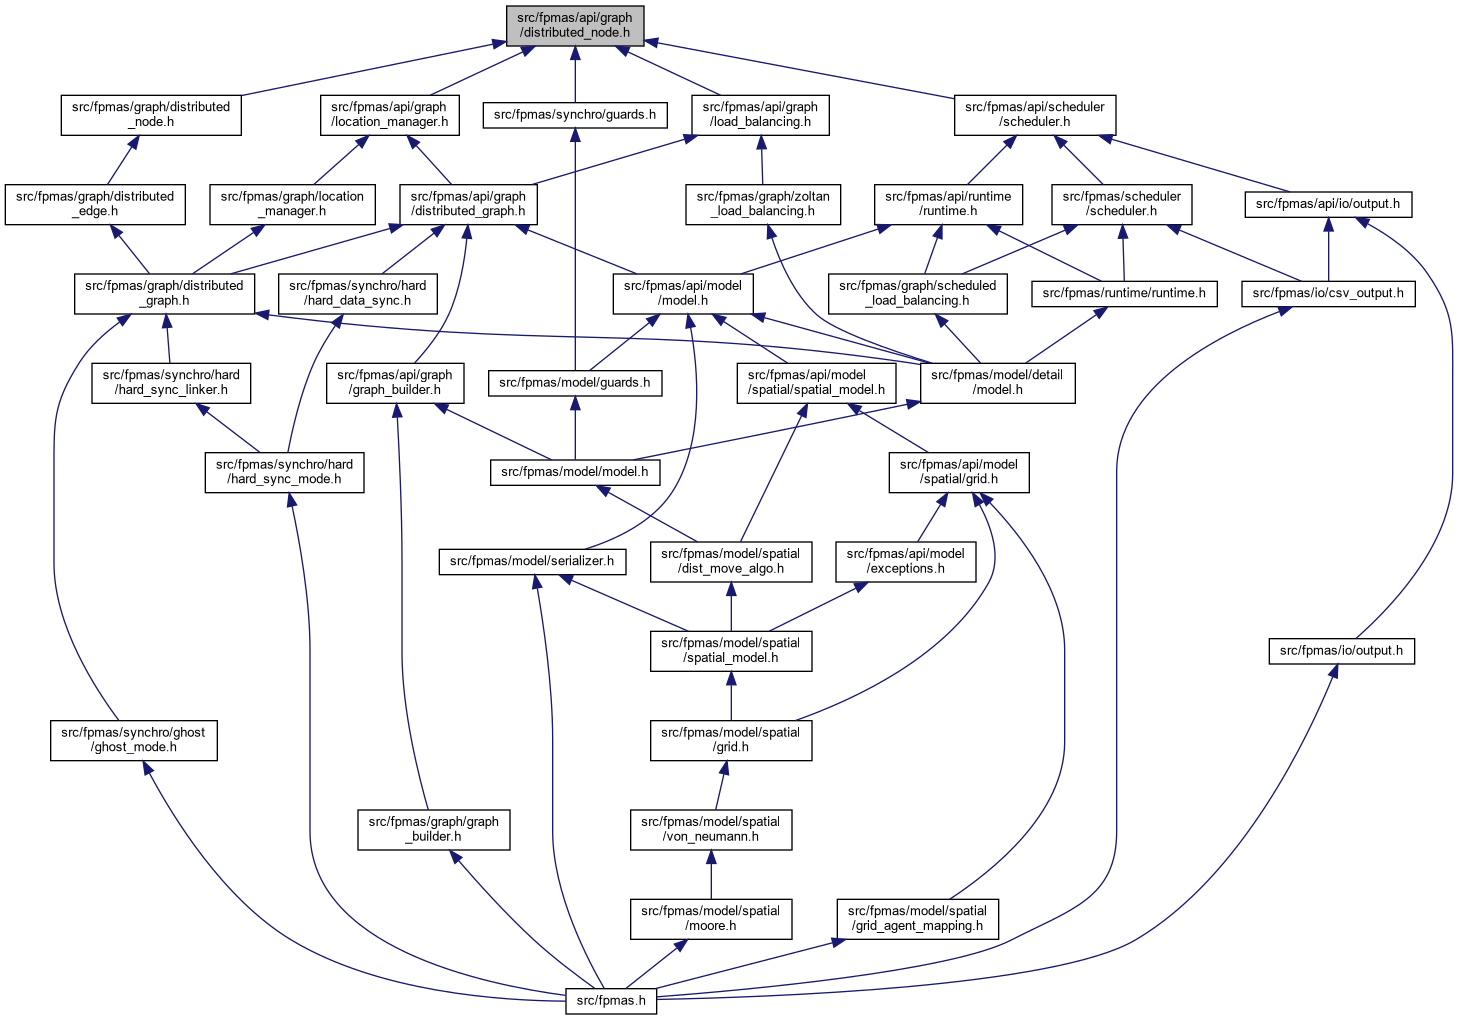 src/fpmas/api/graph
/distributed_node.h
src/fpmas/graph/distributed
_node.h
src/fpmas/api/graph
/location_manager.h
src/fpmas/synchro/guards.h
src/fpmas/api/graph
/load_balancing.h
src/fpmas/api/scheduler
/scheduler.h
src/fpmas/graph/distributed
_edge.h
src/fpmas/graph/location
_manager.h
src/fpmas/api/graph
/distributed_graph.h
src/fpmas/graph/zoltan
_load_balancing.h
src/fpmas/api/runtime
/runtime.h
src/fpmas/scheduler
/scheduler.h
src/fpmas/api/io/output.h
src/fpmas/graph/distributed
_graph.h
src/fpmas/synchro/hard
/hard_data_sync.h
src/fpmas/api/model
/model.h
src/fpmas/graph/scheduled
_load_balancing.h
src/fpmas/runtime/runtime.h
src/fpmas/io/csv_output.h
src/fpmas/synchro/hard
/hard_sync_linker.h
src/fpmas/api/graph
/graph_builder.h
src/fpmas/model/guards.h
src/fpmas/api/model
/spatial/spatial_model.h
src/fpmas/model/detail
/model.h
src/fpmas/synchro/hard
/hard_sync_mode.h
src/fpmas/model/model.h
src/fpmas/api/model
/spatial/grid.h
src/fpmas/model/serializer.h
src/fpmas/model/spatial
/dist_move_algo.h
src/fpmas/api/model
/exceptions.h
src/fpmas/model/spatial
/spatial_model.h
src/fpmas/io/output.h
src/fpmas/synchro/ghost
/ghost_mode.h
src/fpmas/model/spatial
/grid.h
src/fpmas/graph/graph
_builder.h
src/fpmas/model/spatial
/von_neumann.h
src/fpmas/model/spatial
/moore.h
src/fpmas/model/spatial
/grid_agent_mapping.h
src/fpmas.h